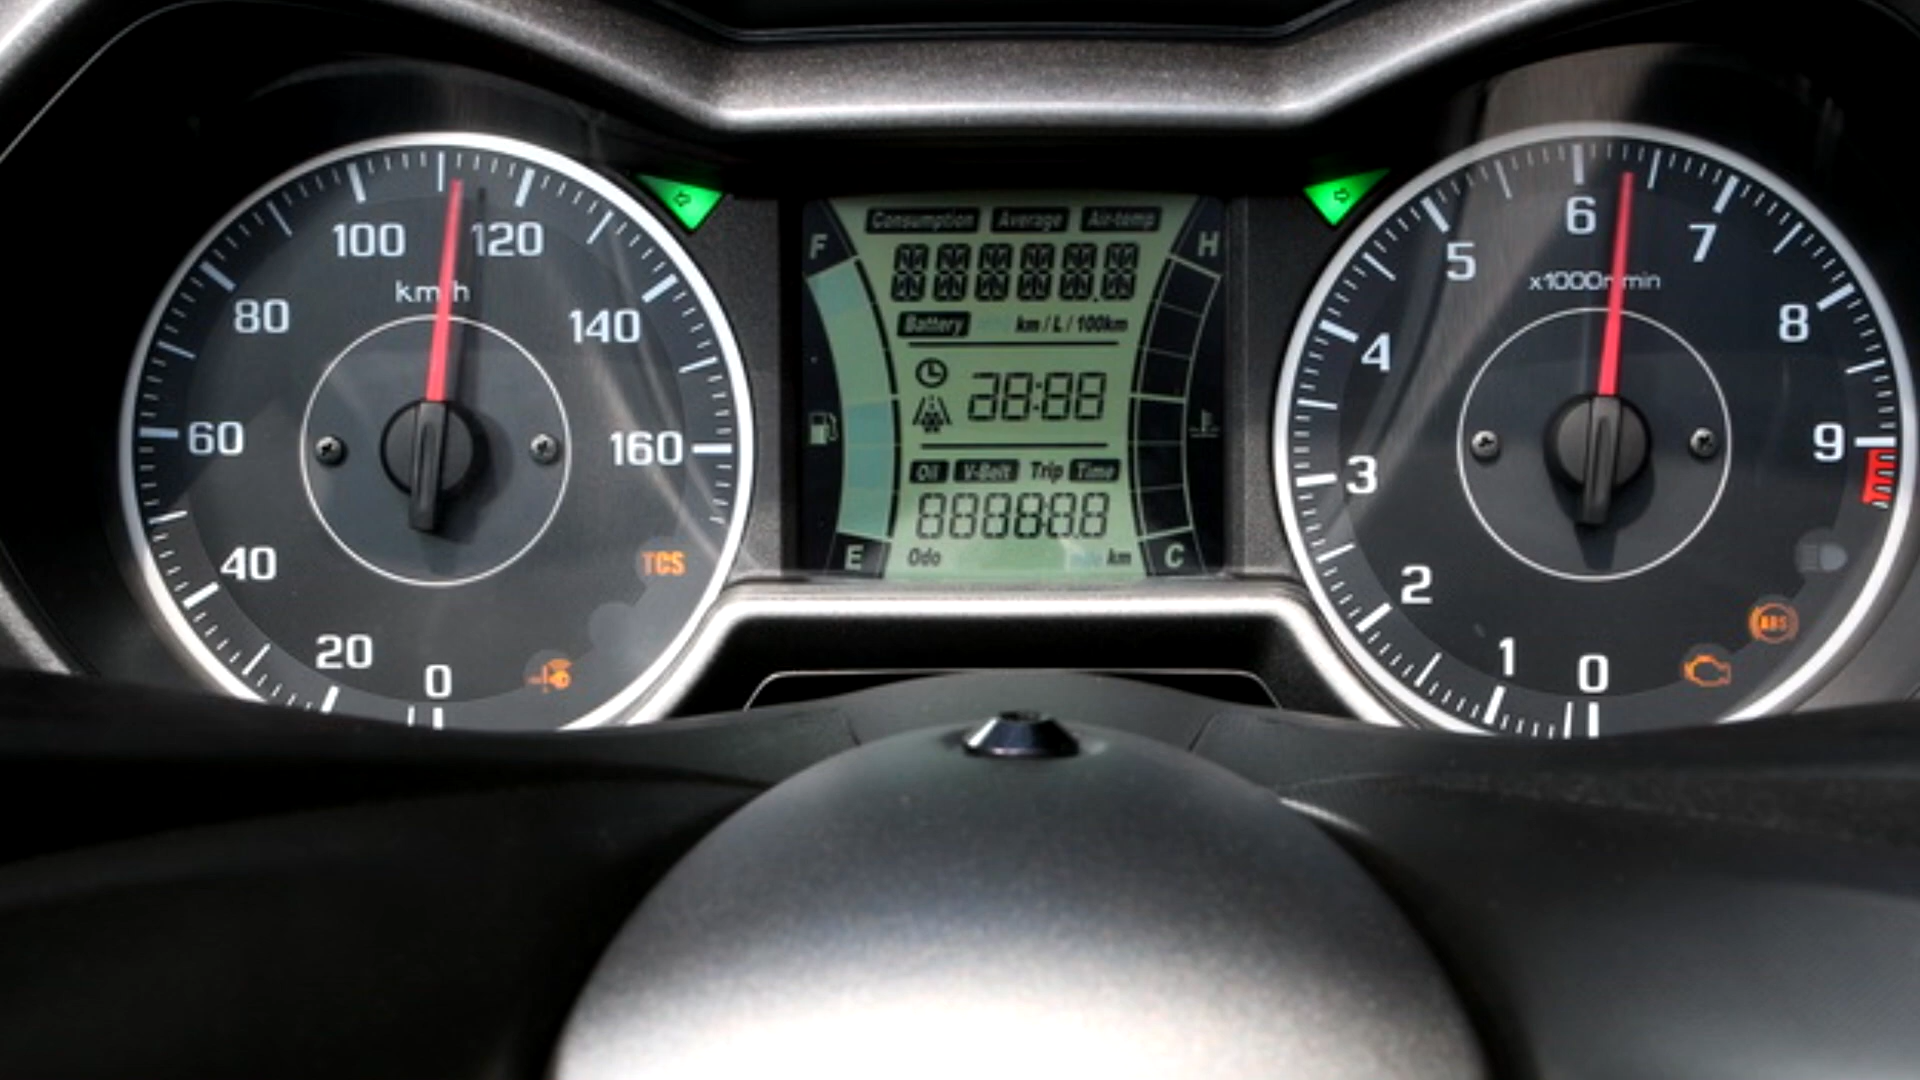 0
20
40
60
80
100
120
140
160
km/h
TCS
F
E
Consumption Average Air-temp
Battery km / L / 100km
28:88
Oil V-Belt Trip Time
888888
Odo km
H
C
0
1
2
3
4
5
6
7
8
9
x1000r/min
ABS